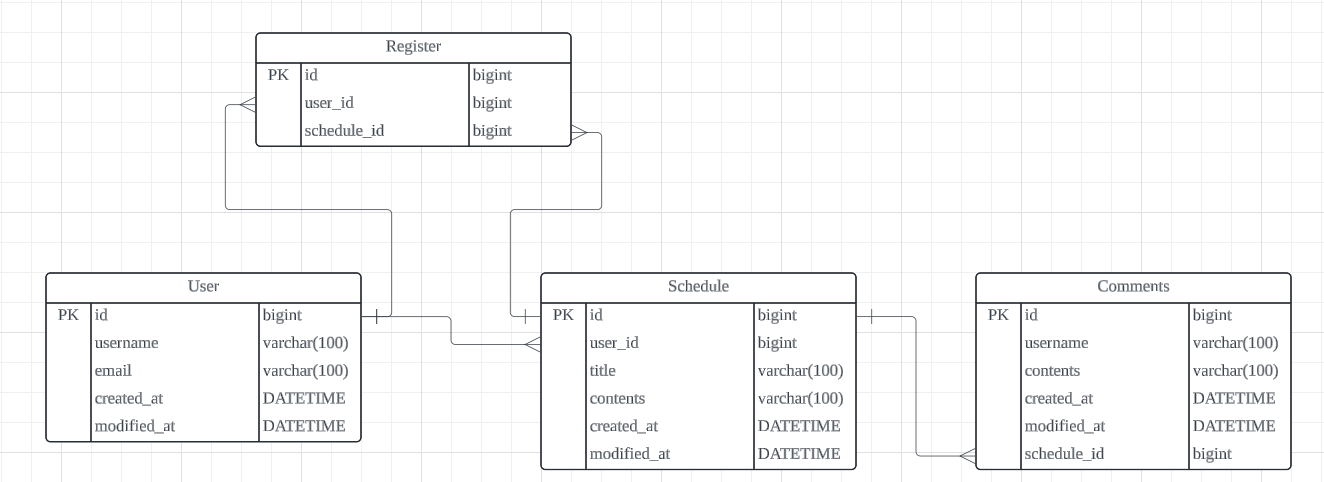 Register
PK id bigint
user_id bigint
schedule_id bigint
User
PK id bigint
username varchar(100)
email varchar(100)
created_at DATETIME
modified_at DATETIME
Schedule
PK id bigint
user_id bigint
title varchar(100)
contents varchar(100)
created_at DATETIME
modified_at DATETIME
Comments
PK id bigint
username varchar(100)
contents varchar(100)
created_at DATETIME
modified_at DATETIME
schedule_id bigint